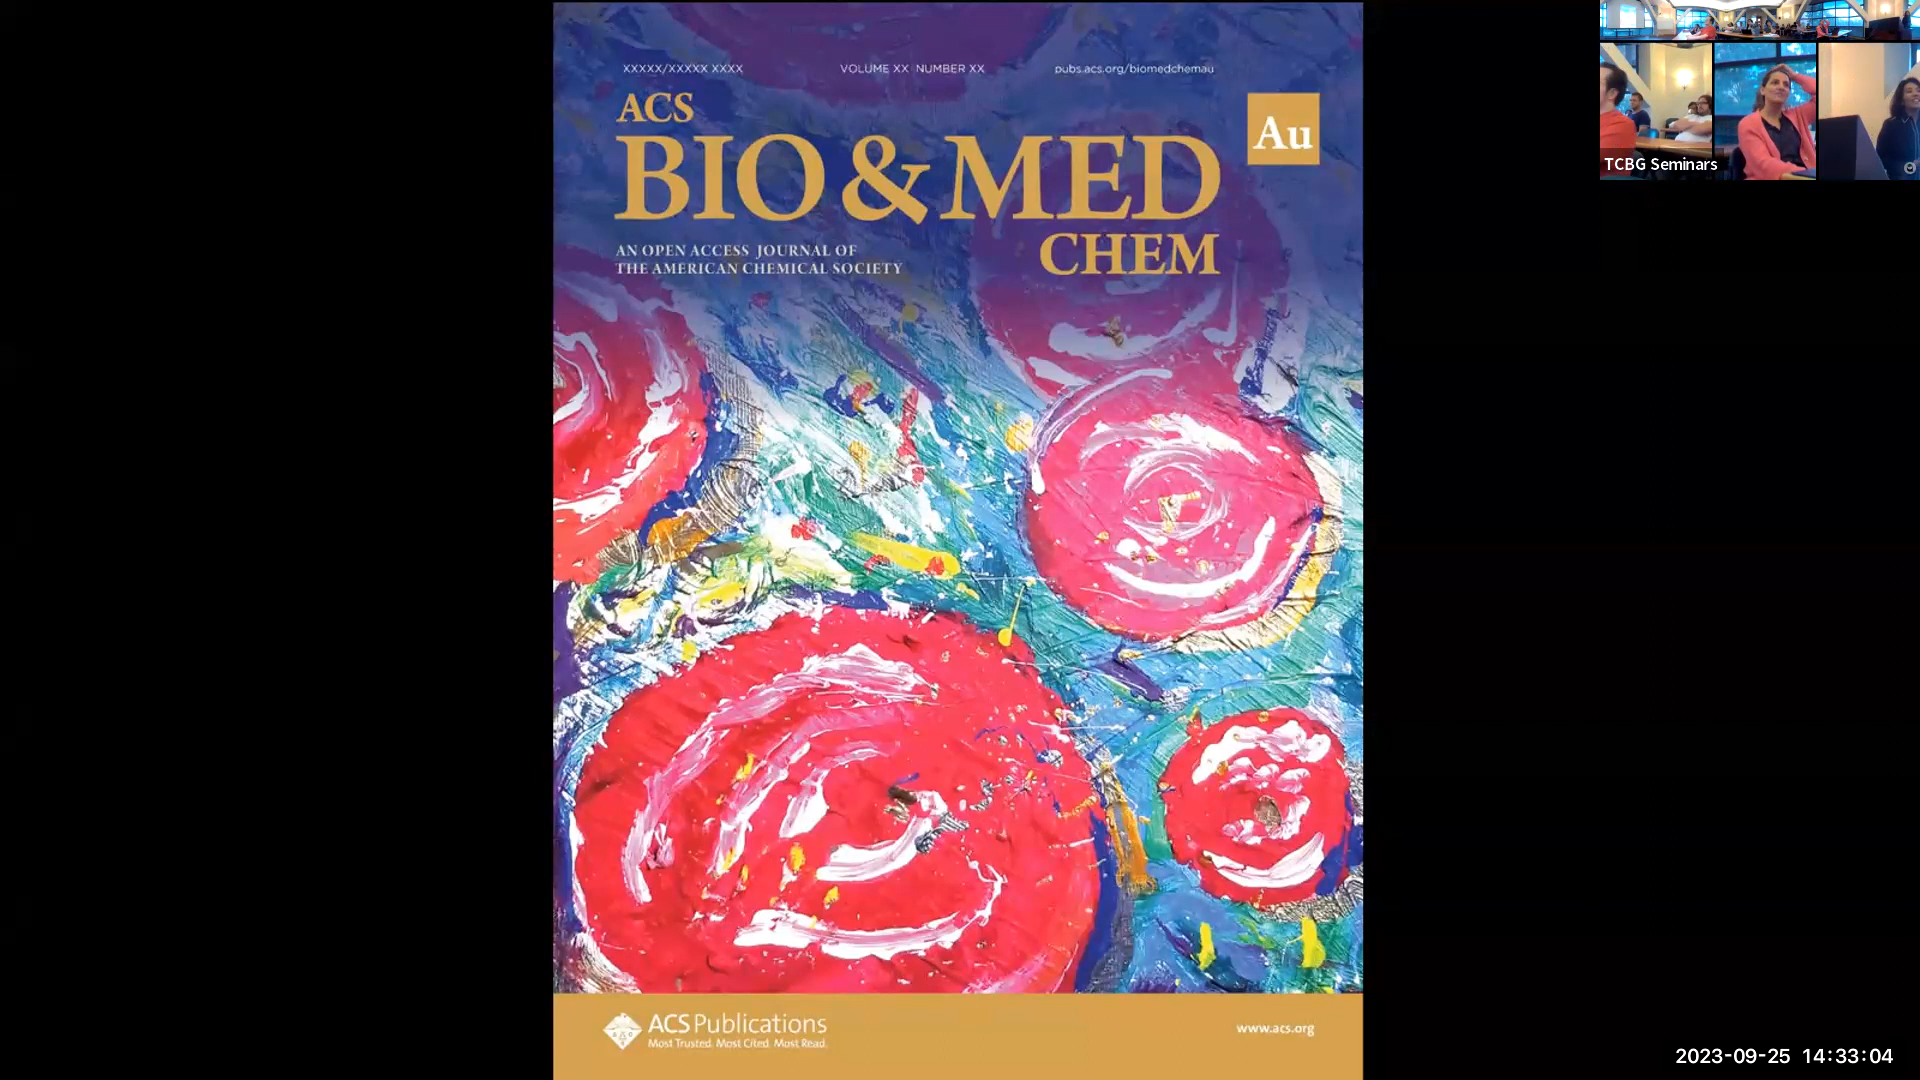 XXXXX/XXXXX XXXX
VOLUME XX NUMBER XX
pubs.acs.org/biomedchemau
ACS
BIO & MED
CHEM
Au
AN OPEN ACCESS JOURNAL OF
THE AMERICAN CHEMICAL SOCIETY
TCBG Seminars
ACS Publications
Most Trusted. Most Cited. Most Read.
www.acs.org
2023-09-25 14:33:04